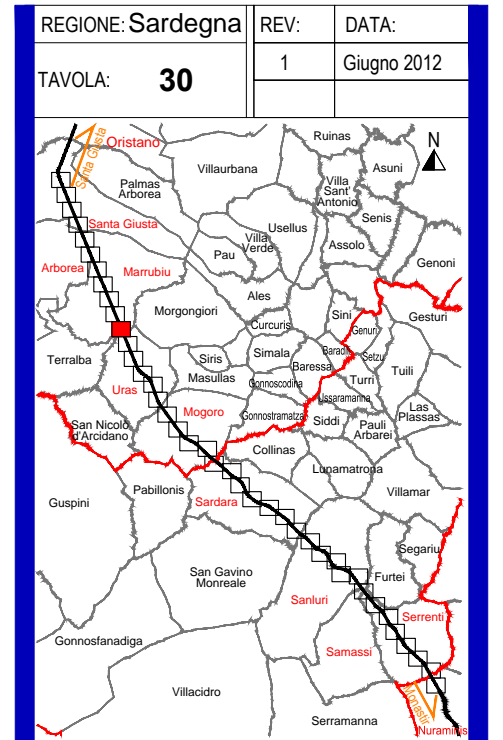 REGIONE: Sardegna
REV:
DATA:
TAVOLA: 30
1
Giugno 2012
N
Santa Giusta
Oristano
Ruinas
Villaurbana
Asuni
Palmas
Arborea
Villa
Sant'
Antonio
Senis
Santa Giusta
Usellus
Villa
Verde
Assolo
Pau
Genoni
Arborea
Marrubiu
Ales
Morgongiori
Sini
Gesturi
Curcuris
Genuri
Terralba
Siris
Simala
Baradili
Setzu
Baressa
Tuili
Masullas
Uras
Gonnoscodina
Turri
Ussaramanna
Mogoro
Gonnostramatza
Siddi
Las
Plassas
San Nicolò
d'Arcidano
Pauli
Arbarei
Collinas
Lunamatrona
Guspini
Pabillonis
Sardara
Villamar
Segariu
San Gavino
Monreale
Furtei
Sanluri
Serrenti
Gonnosfanadiga
Samassi
Villacidro
Monastir
Serramanna
Nuraminis